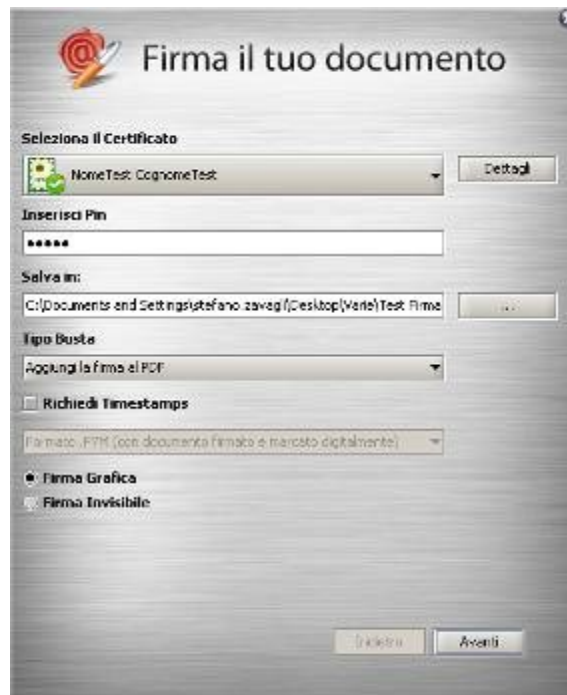 Firma il tuo documento
Seleziona Il Certificato
NomeTest CognomeTest
Dettagli
Inserisci Pin
•••••
Salva in:
C:\Documents and Settings\stefano.zavagli\Desktop\Varie\Test Firma
...
Tipo Busta
Aggiungi la firma al PDF
Richiedi Timestamps
Formato .P7M (con documento firmato e marcato digitalmente)
Firma Grafica
Firma Invisibile
Indietro
Avanti